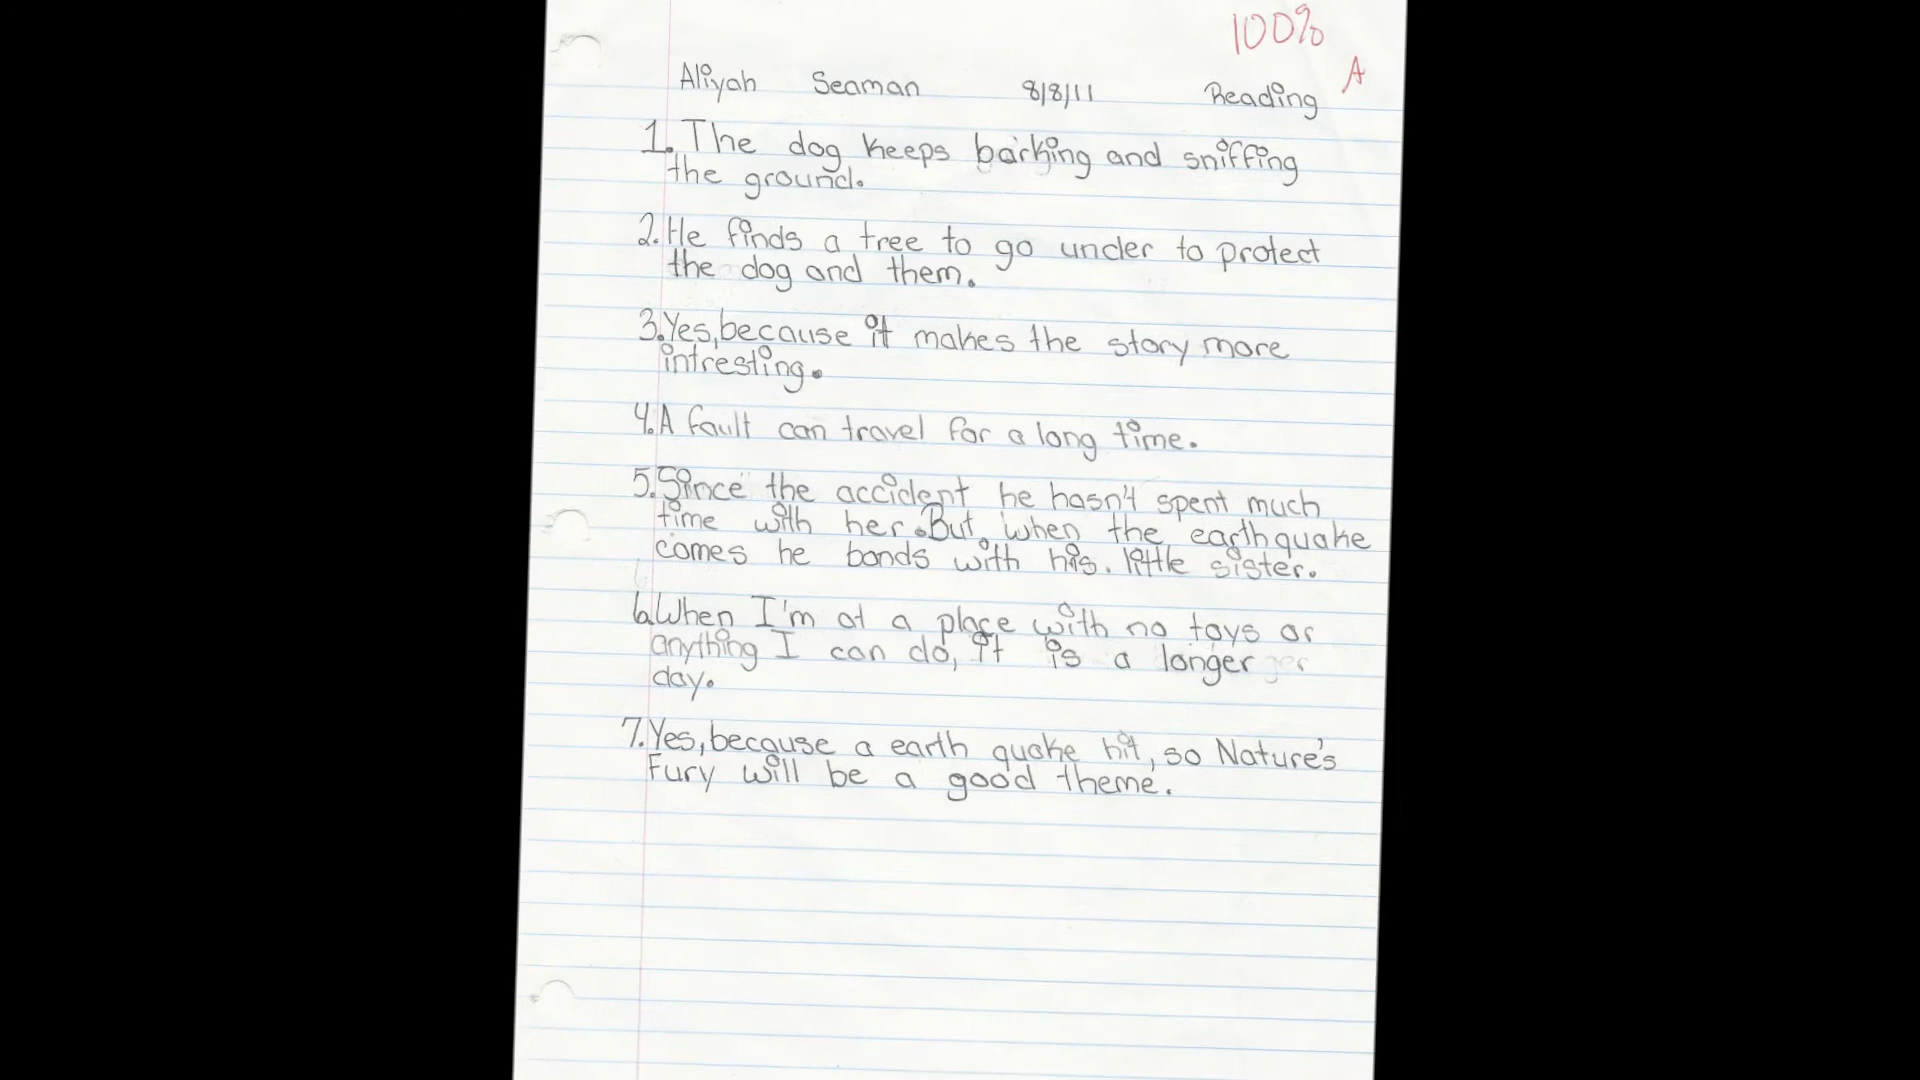 100%
A
Aliyah Seaman 8/8/11 Reading
1. The dog keeps barking and sniffing
the ground.
2. He finds a tree to go under to protect
the dog and them.
3. Yes, because it makes the story more
intresting.
4. A fault can travel for a long time.
5. Since the accident he hasn't spent much
time with her. But, when the earthquake
comes he bonds with his. little sister.
6. When I'm at a place with no toys or
anything I can do, it is a longer
day.
7. Yes, because a earth quake hit, so Nature's
Fury will be a good theme.